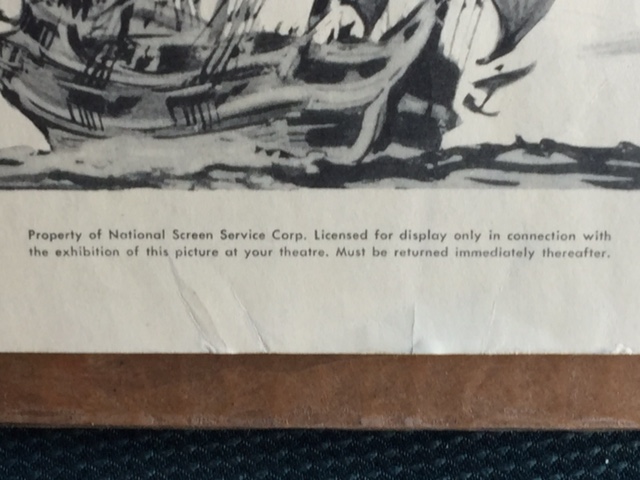 Property of National Screen Service Corp. Licensed for display only in connection with
the exhibition of this picture at your theatre. Must be returned immediately thereafter.